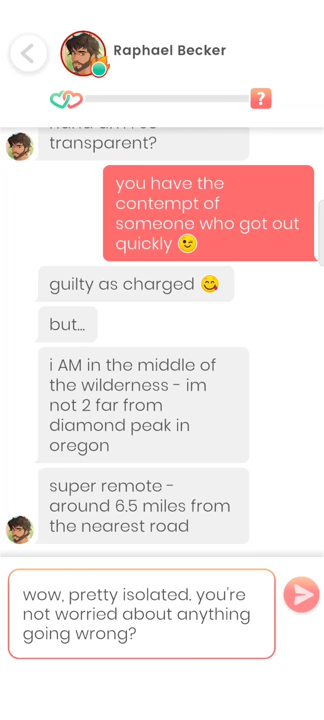 Raphael Becker
?
transparent?
you have the
contempt of
someone who got out
quickly 😉
guilty as charged 😋
but...
i AM in the middle of
the wilderness - im
not 2 far from
diamond peak in
oregon
super remote -
around 6.5 miles from
the nearest road
wow, pretty isolated. you're
not worried about anything
going wrong?